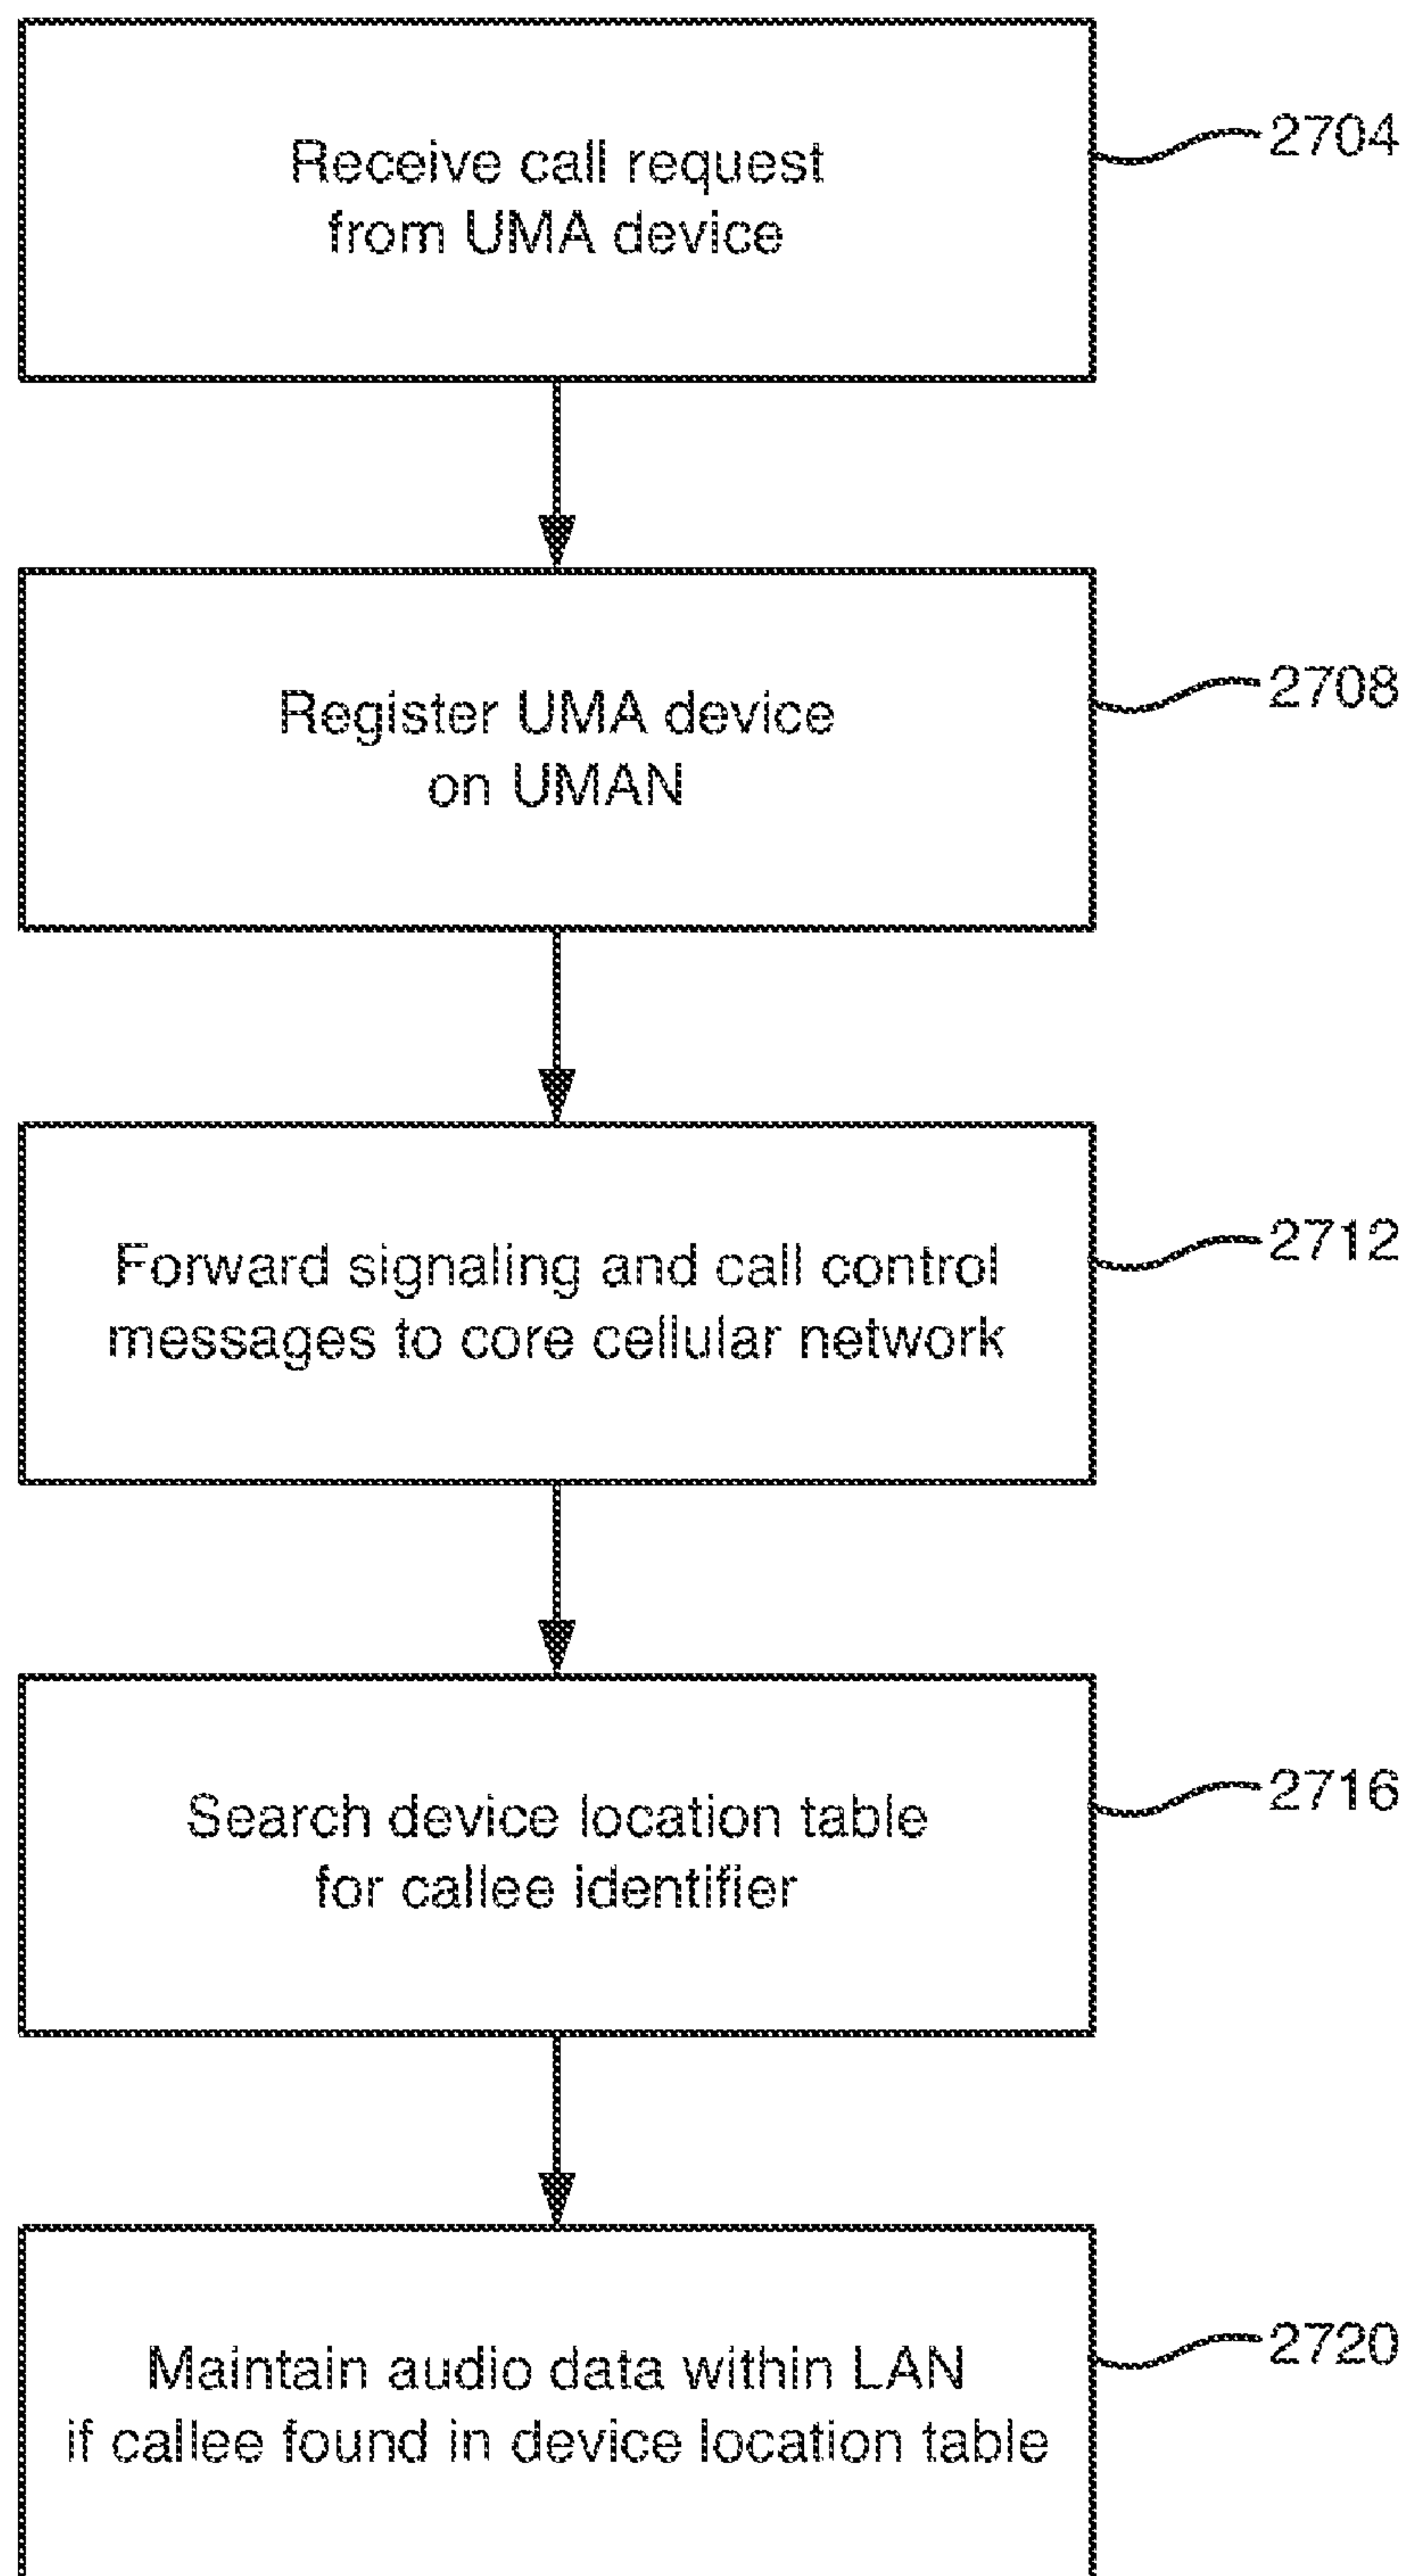 Receive call request
from UMA device
2704
Register UMA device
on UMAN
2708
Forward signaling and call control
messages to core cellular network
2712
Search device location table
for callee identifier
2716
Maintain audio data within LAN
if callee found in device location table
2720